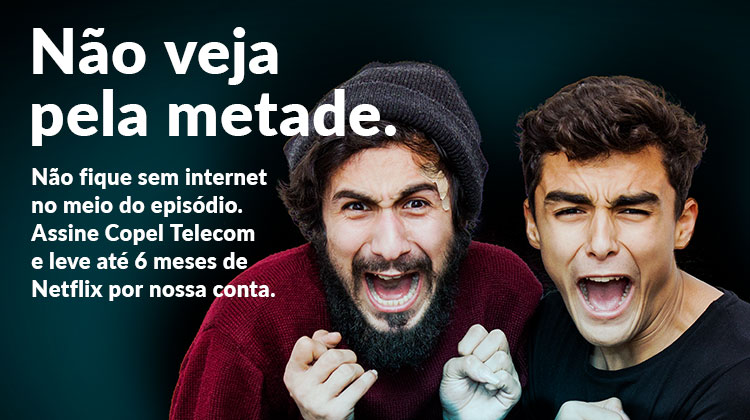 Não veja
pela metade.
Não fique sem internet
no meio do episódio.
Assine Copel Telecom
e leve até 6 meses de
Netflix por nossa conta.